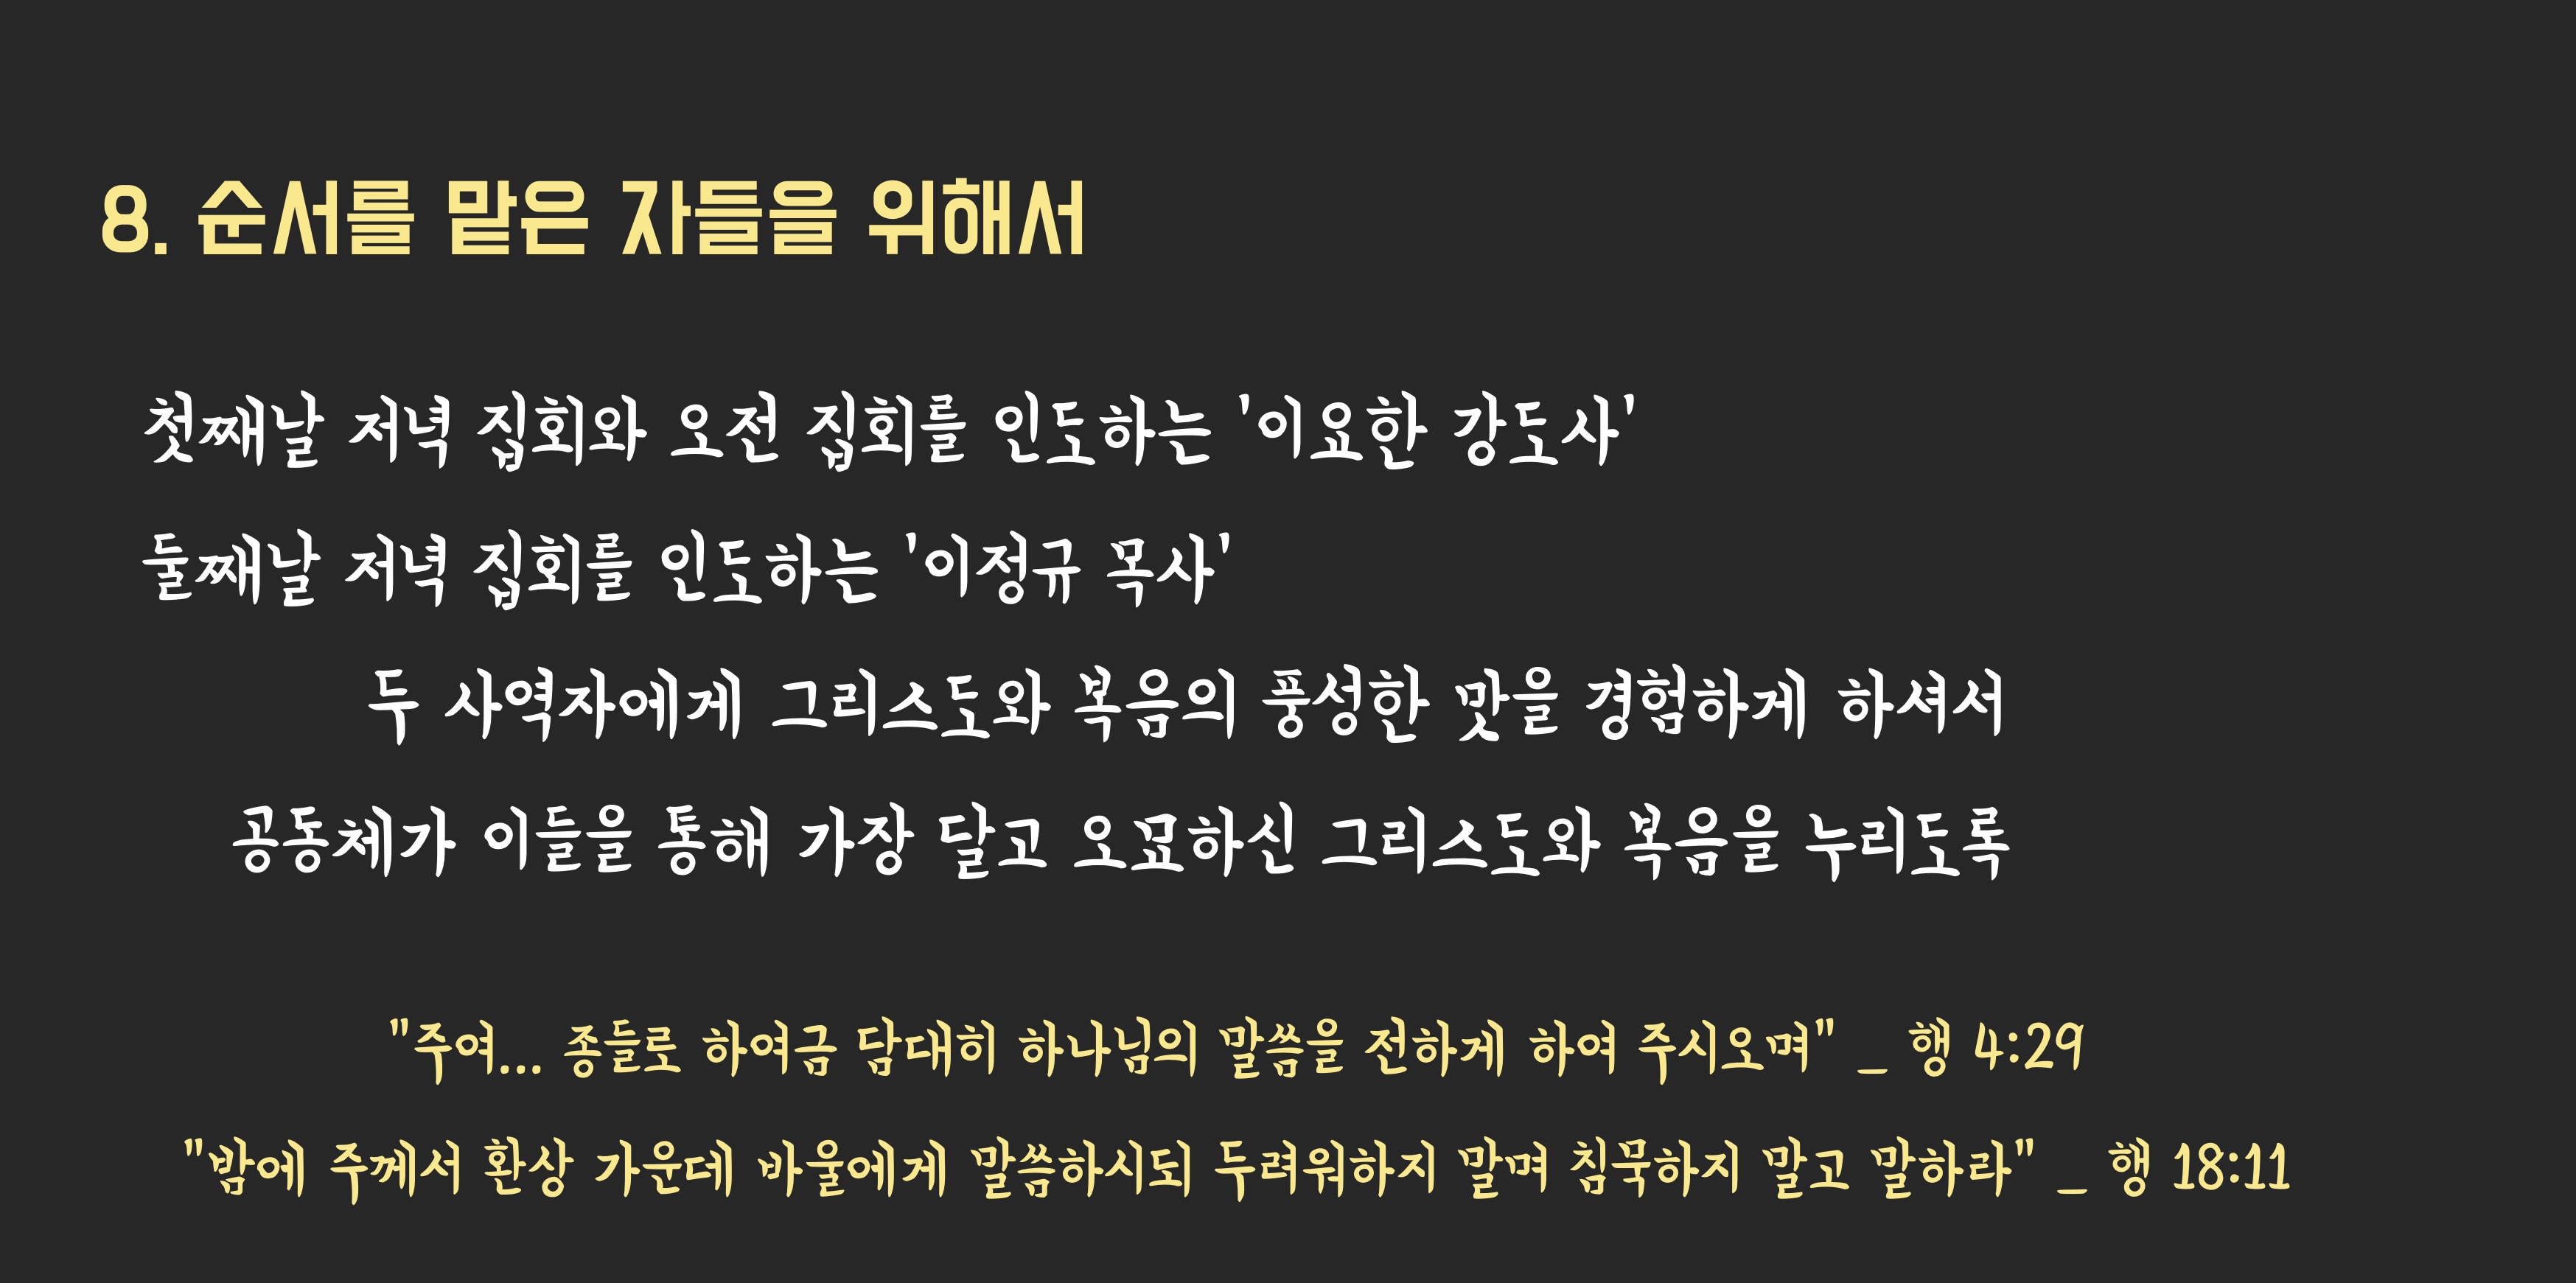 8. 순서를 맡은 자들을 위해서
첫째날 저녁 집회와 오전 집회를 인도하는 '이요한 강도사'
둘째날 저녁 집회를 인도하는 '이정규 목사'
두 사역자에게 그리스도와 복음의 풍성한 맛을 경험하게 하셔서
공동체가 이들을 통해 가장 달고 오묘하신 그리스도와 복음을 누리도록
"주여... 종들로 하여금 담대히 하나님의 말씀을 전하게 하여 주시오며" _ 행 4:29
"밤에 주께서 환상 가운데 바울에게 말씀하시되 두려워하지 말며 침묵하지 말고 말하라" _ 행 18:11